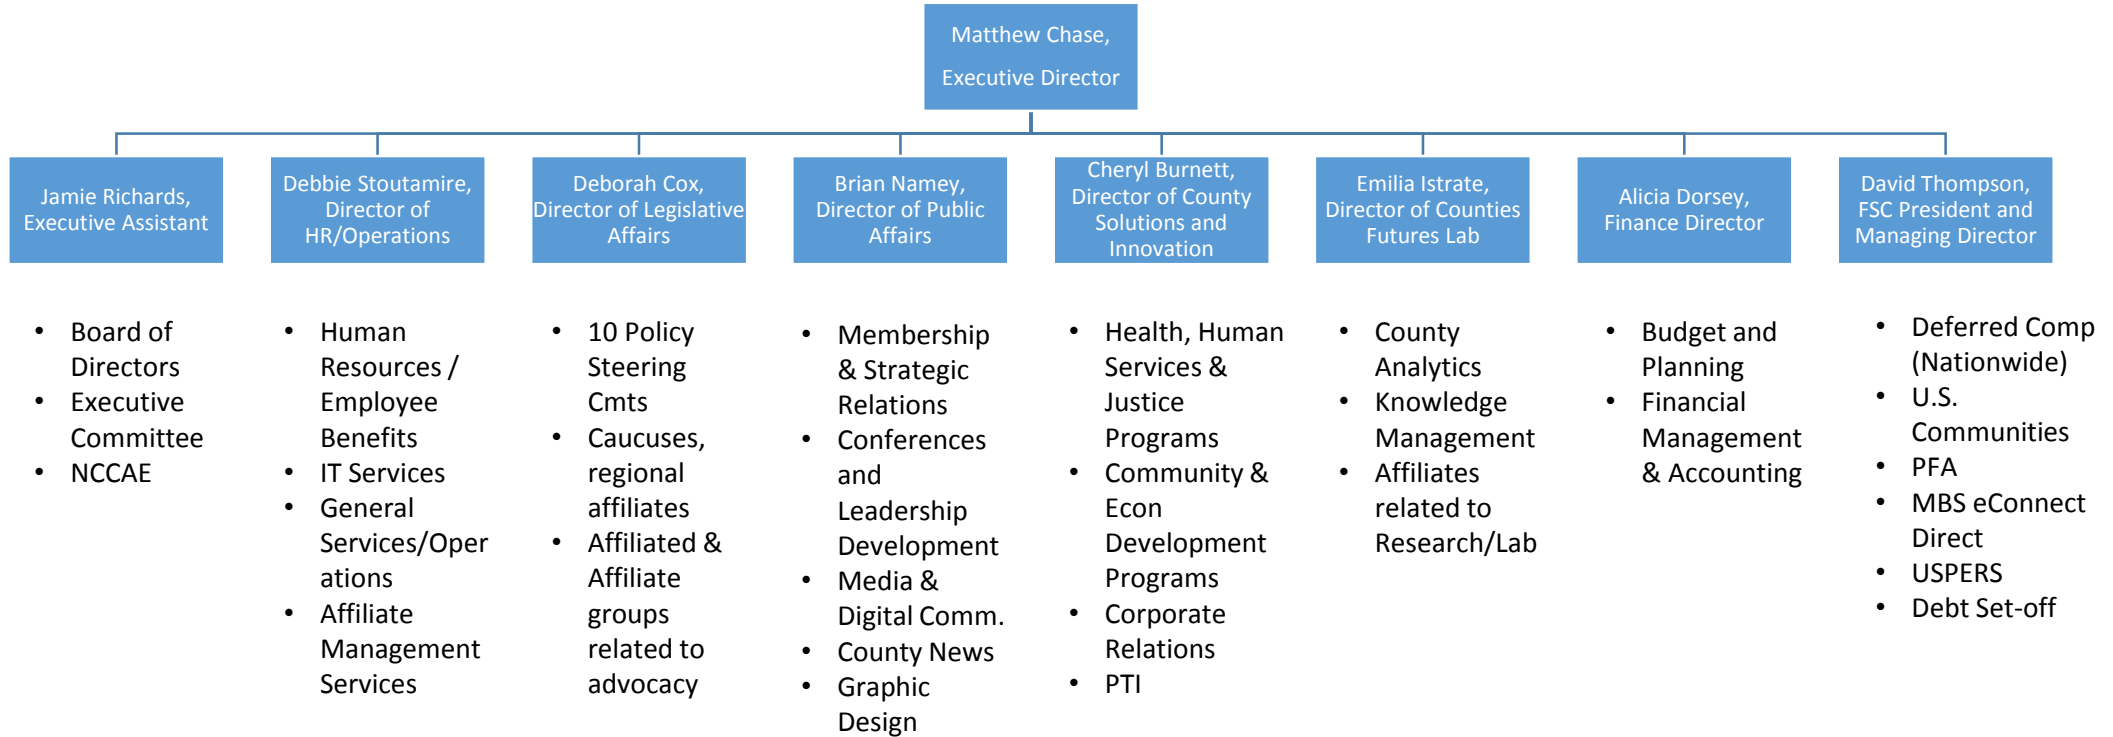 Matthew Chase,
Executive Director
Jamie Richards,
Executive Assistant
Debbie Stoutamire,
Director of
HR/Operations
Deborah Cox,
Director of Legislative
Affairs
Brian Namey,
Director of Public
Affairs
Cheryl Burnett,
Director of County
Solutions and
Innovation
Emilia Istrate,
Director of Counties
Futures Lab
Alicia Dorsey,
Finance Director
David Thompson,
FSC President and
Managing Director
• Board of
Directors
• Executive
Committee
• NCCAE
• Human
Resources /
Employee
Benefits
• IT Services
• General
Services/Oper
ations
• Affiliate
Management
Services
• 10 Policy
Steering
Cmts
• Caucuses,
regional
affiliates
• Affiliated &
Affiliate
groups
related to
advocacy
• Membership
& Strategic
Relations
• Conferences
and
Leadership
Development
• Media &
Digital Comm.
• County News
• Graphic
Design
• Health, Human
Services &
Justice
Programs
• Community &
Econ
Development
Programs
• Corporate
Relations
• PTI
• County
Analytics
• Knowledge
Management
• Affiliates
related to
Research/Lab
• Budget and
Planning
• Financial
Management
& Accounting
• Deferred Comp
(Nationwide)
• U.S.
Communities
• PFA
• MBS eConnect
Direct
• USPERS
• Debt Set-off